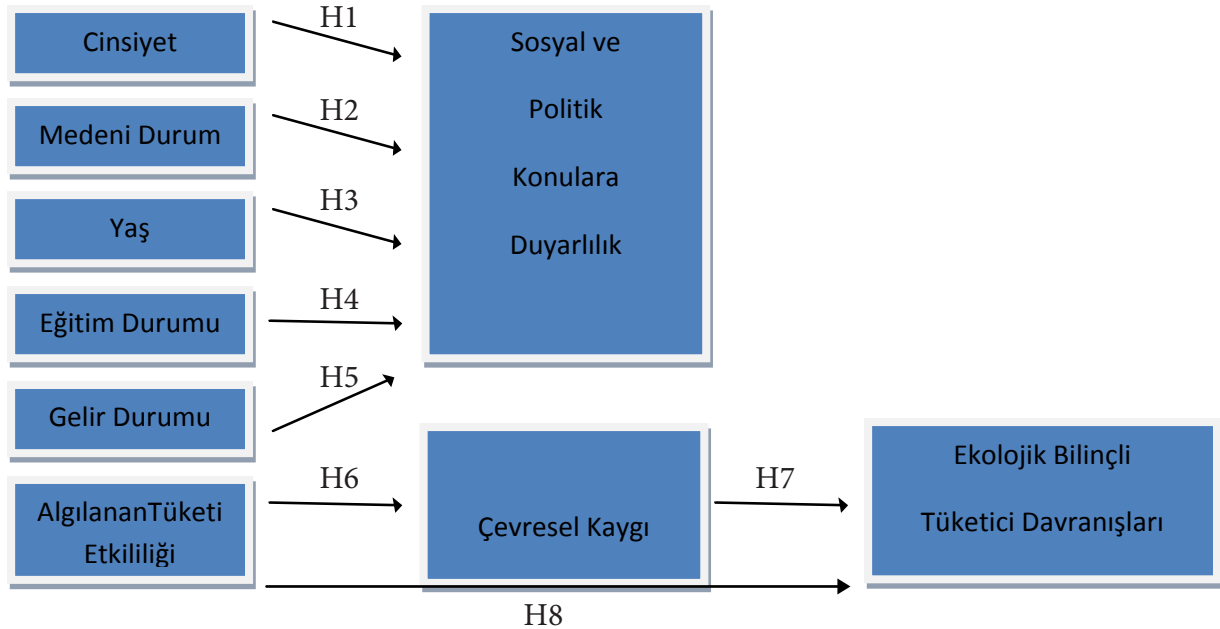 Cinsiyet
H1
Sosyal ve
Politik
Konulara
Duyarlılık
Medeni Durum
H2
Yaş
H3
Eğitim Durumu
H4
Gelir Durumu
H5
AlgılananTüketi
Etkililiği
H6
Çevresel Kaygı
H7
Ekolojik Bilinçli
Tüketici Davranışları
H8